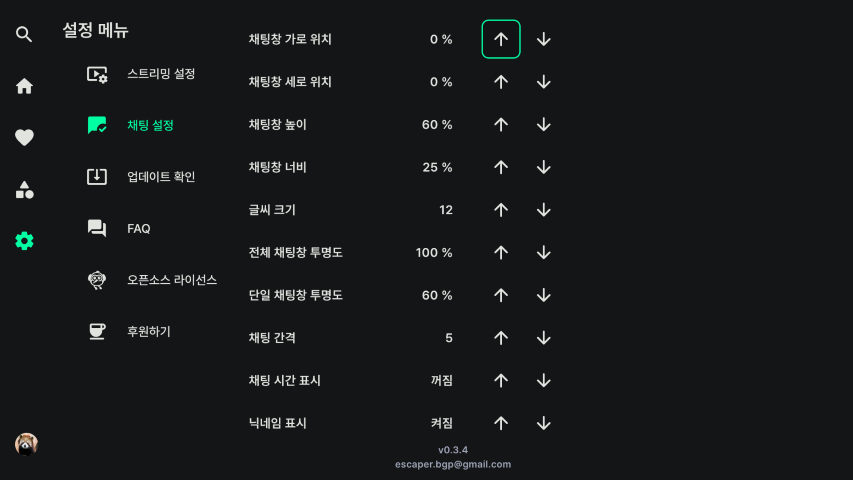 설정 메뉴
스트리밍 설정
채팅 설정
업데이트 확인
FAQ
오픈소스 라이선스
후원하기
채팅창 가로 위치 0 %
채팅창 세로 위치 0 %
채팅창 높이 60 %
채팅창 너비 25 %
글씨 크기 12
전체 채팅창 투명도 100 %
단일 채팅창 투명도 60 %
채팅 간격 5
채팅 시간 표시 꺼짐
닉네임 표시 켜짐
v0.3.4
escaper.bgp@gmail.com